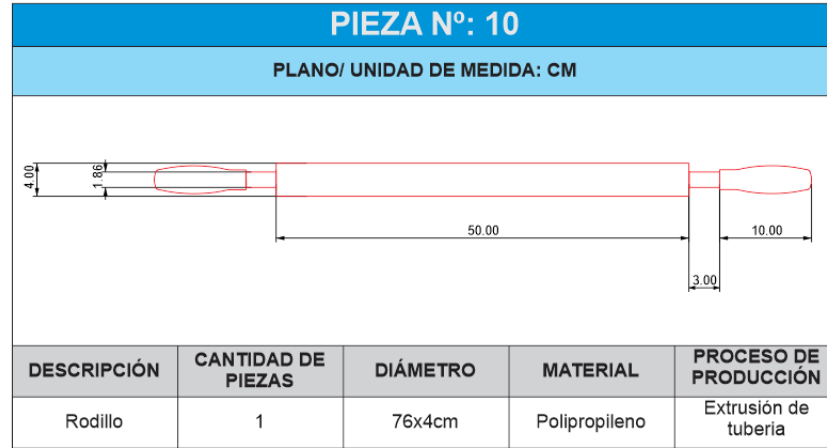 PIEZA Nº: 10
PLANO/ UNIDAD DE MEDIDA: CM
4.00
1.86
50.00
10.00
3.00
DESCRIPCIÓN
CANTIDAD DE
PIEZAS
DIÁMETRO
MATERIAL
PROCESO DE
PRODUCCIÓN
Rodillo
1
76x4cm
Polipropileno
Extrusión de
tuberia